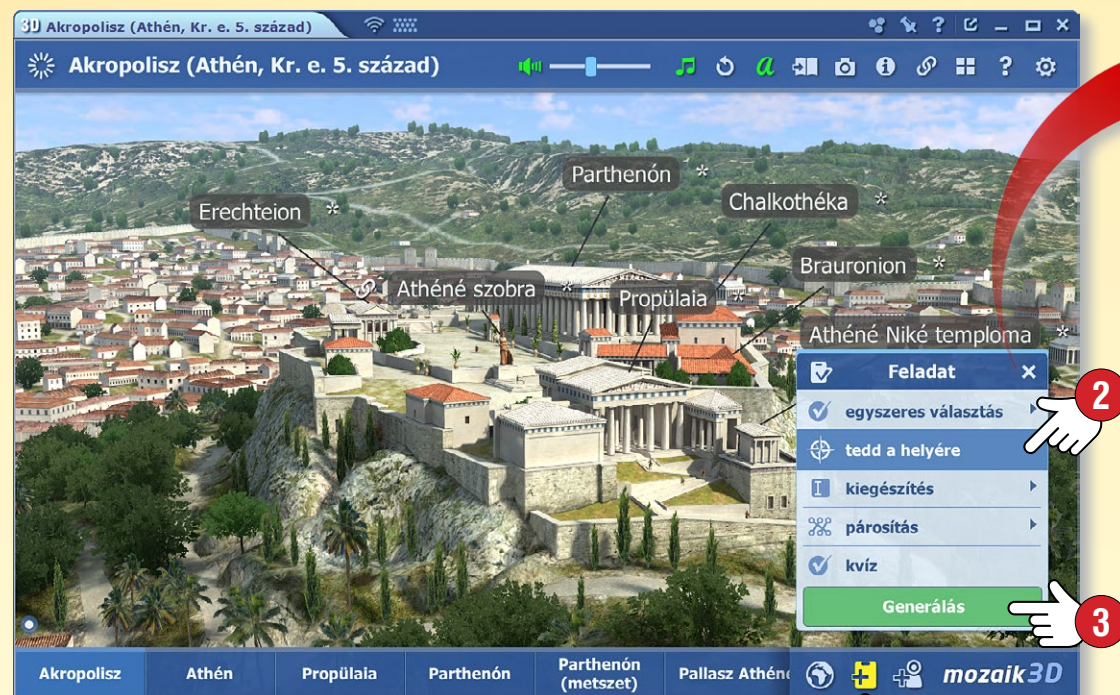 3D Akropolisz (Athén, Kr. e. 5. század)
Akropolisz (Athén, Kr. e. 5. század)
Parthenón *
Chalkothéka *
Erechteion *
Brauronion *
Athéné szobra *
Propülaia *
Athéné Niké temploma *
Feladat
egyszeres választás
2
tedd a helyére
kiegészítés
párosítás
kvíz
Generálás
3
Akropolisz
Athén
Propülaia
Parthenón
Parthenón
(metszet)
Pallasz Athéné
mozaik3D